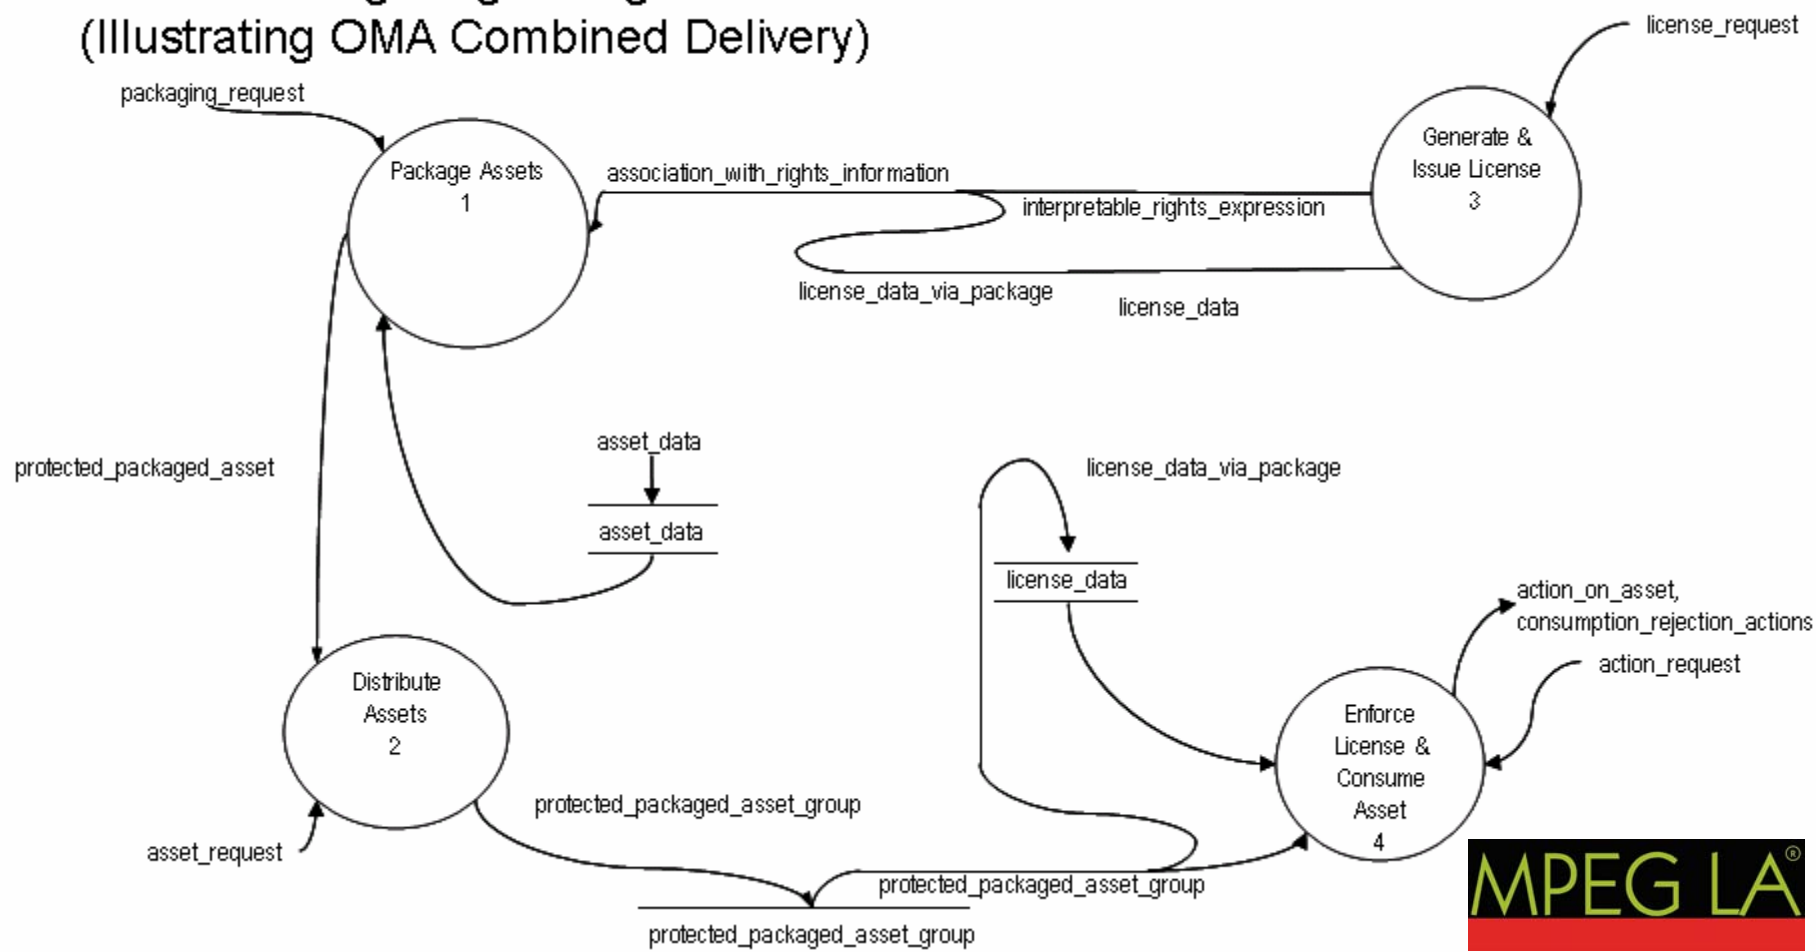 (Illustrating OMA Combined Delivery)
license_request
packaging_request
Package Assets
1
association_with_rights_information
interpretable_rights_expression
Generate &
Issue License
3
license_data_via_package
license_data
protected_packaged_asset
asset_data
asset_data
license_data_via_package
license_data
action_on_asset,
consumption_rejection_actions
action_request
Distribute
Assets
2
Enforce
License &
Consume
Asset
4
protected_packaged_asset_group
asset_request
protected_packaged_asset_group
protected_packaged_asset_group
MPEG LA®